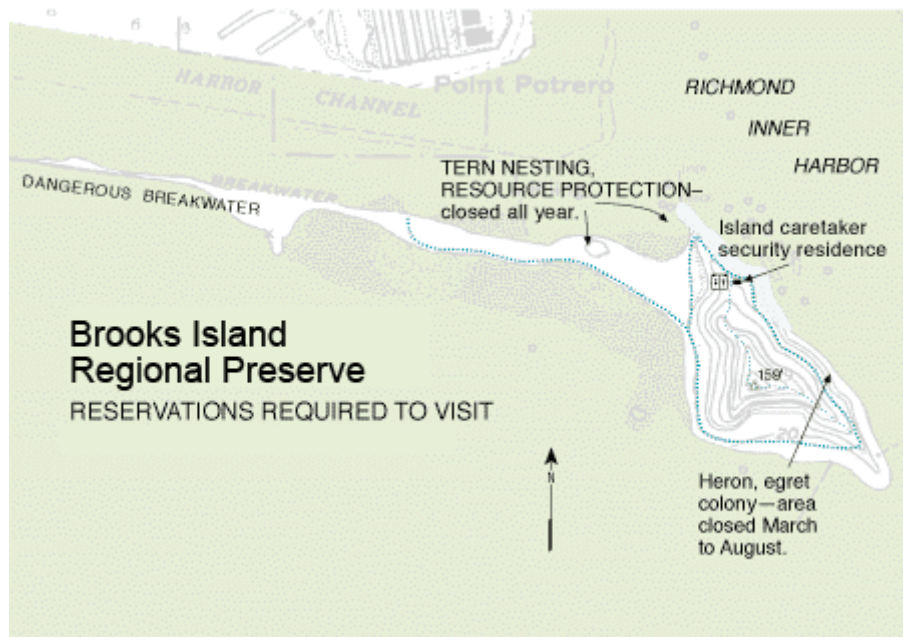 HARBOR CHANNEL
Point Potrero
RICHMOND
INNER
HARBOR
TERN NESTING,
RESOURCE PROTECTION–
closed all year.
DANGEROUS BREAKWATER
BREAKWATER
Island caretaker
security residence
Brooks Island
Regional Preserve
RESERVATIONS REQUIRED TO VISIT
159'
20
N
Heron, egret
colony—area
closed March
to August.